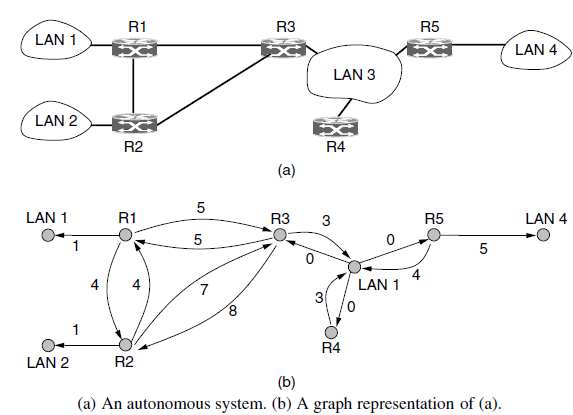 LAN 1 R1 R3 R5 LAN 4
LAN 3
LAN 2
R2 R4
(a)
5
LAN 1 R1 R3 3 R5 LAN 4
1 5 0 0 5
4 4 7 LAN 1 4
8 3 0
1
LAN 2 R2 R4
(b)
(a) An autonomous system. (b) A graph representation of (a).